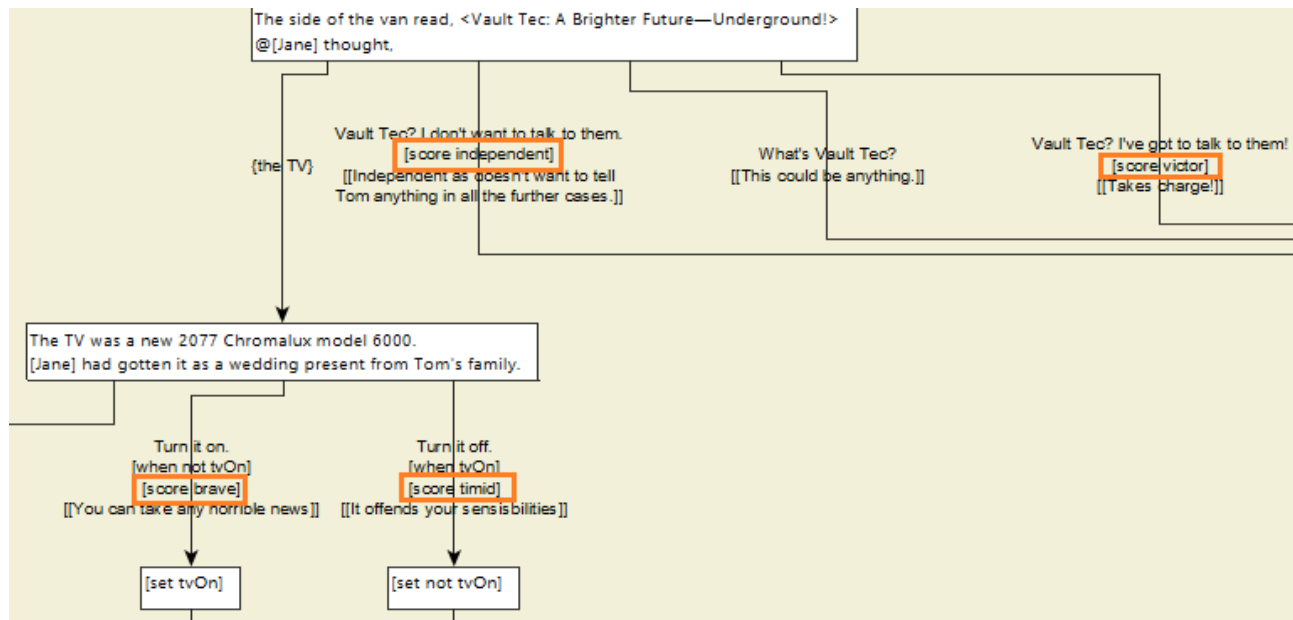 The side of the van read, <Vault Tec: A Brighter Future—Underground!>
@[Jane] thought,
{the TV}
Vault Tec? I don't want to talk to them.
[score independent]
[[Independent as doesn't want to tell
Tom anything in all the further cases.]]
What's Vault Tec?
[[This could be anything.]]
Vault Tec? I've got to talk to them!
[score victor]
[[Takes charge!]]
The TV was a new 2077 Chromalux model 6000.
[Jane] had gotten it as a wedding present from Tom's family.
Turn it on.
[when not tvOn]
[score brave]
[[You can take any horrible news]]
Turn it off.
[when tvOn]
[score timid]
[[It offends your sensisbilities]]
[set tvOn]
[set not tvOn]